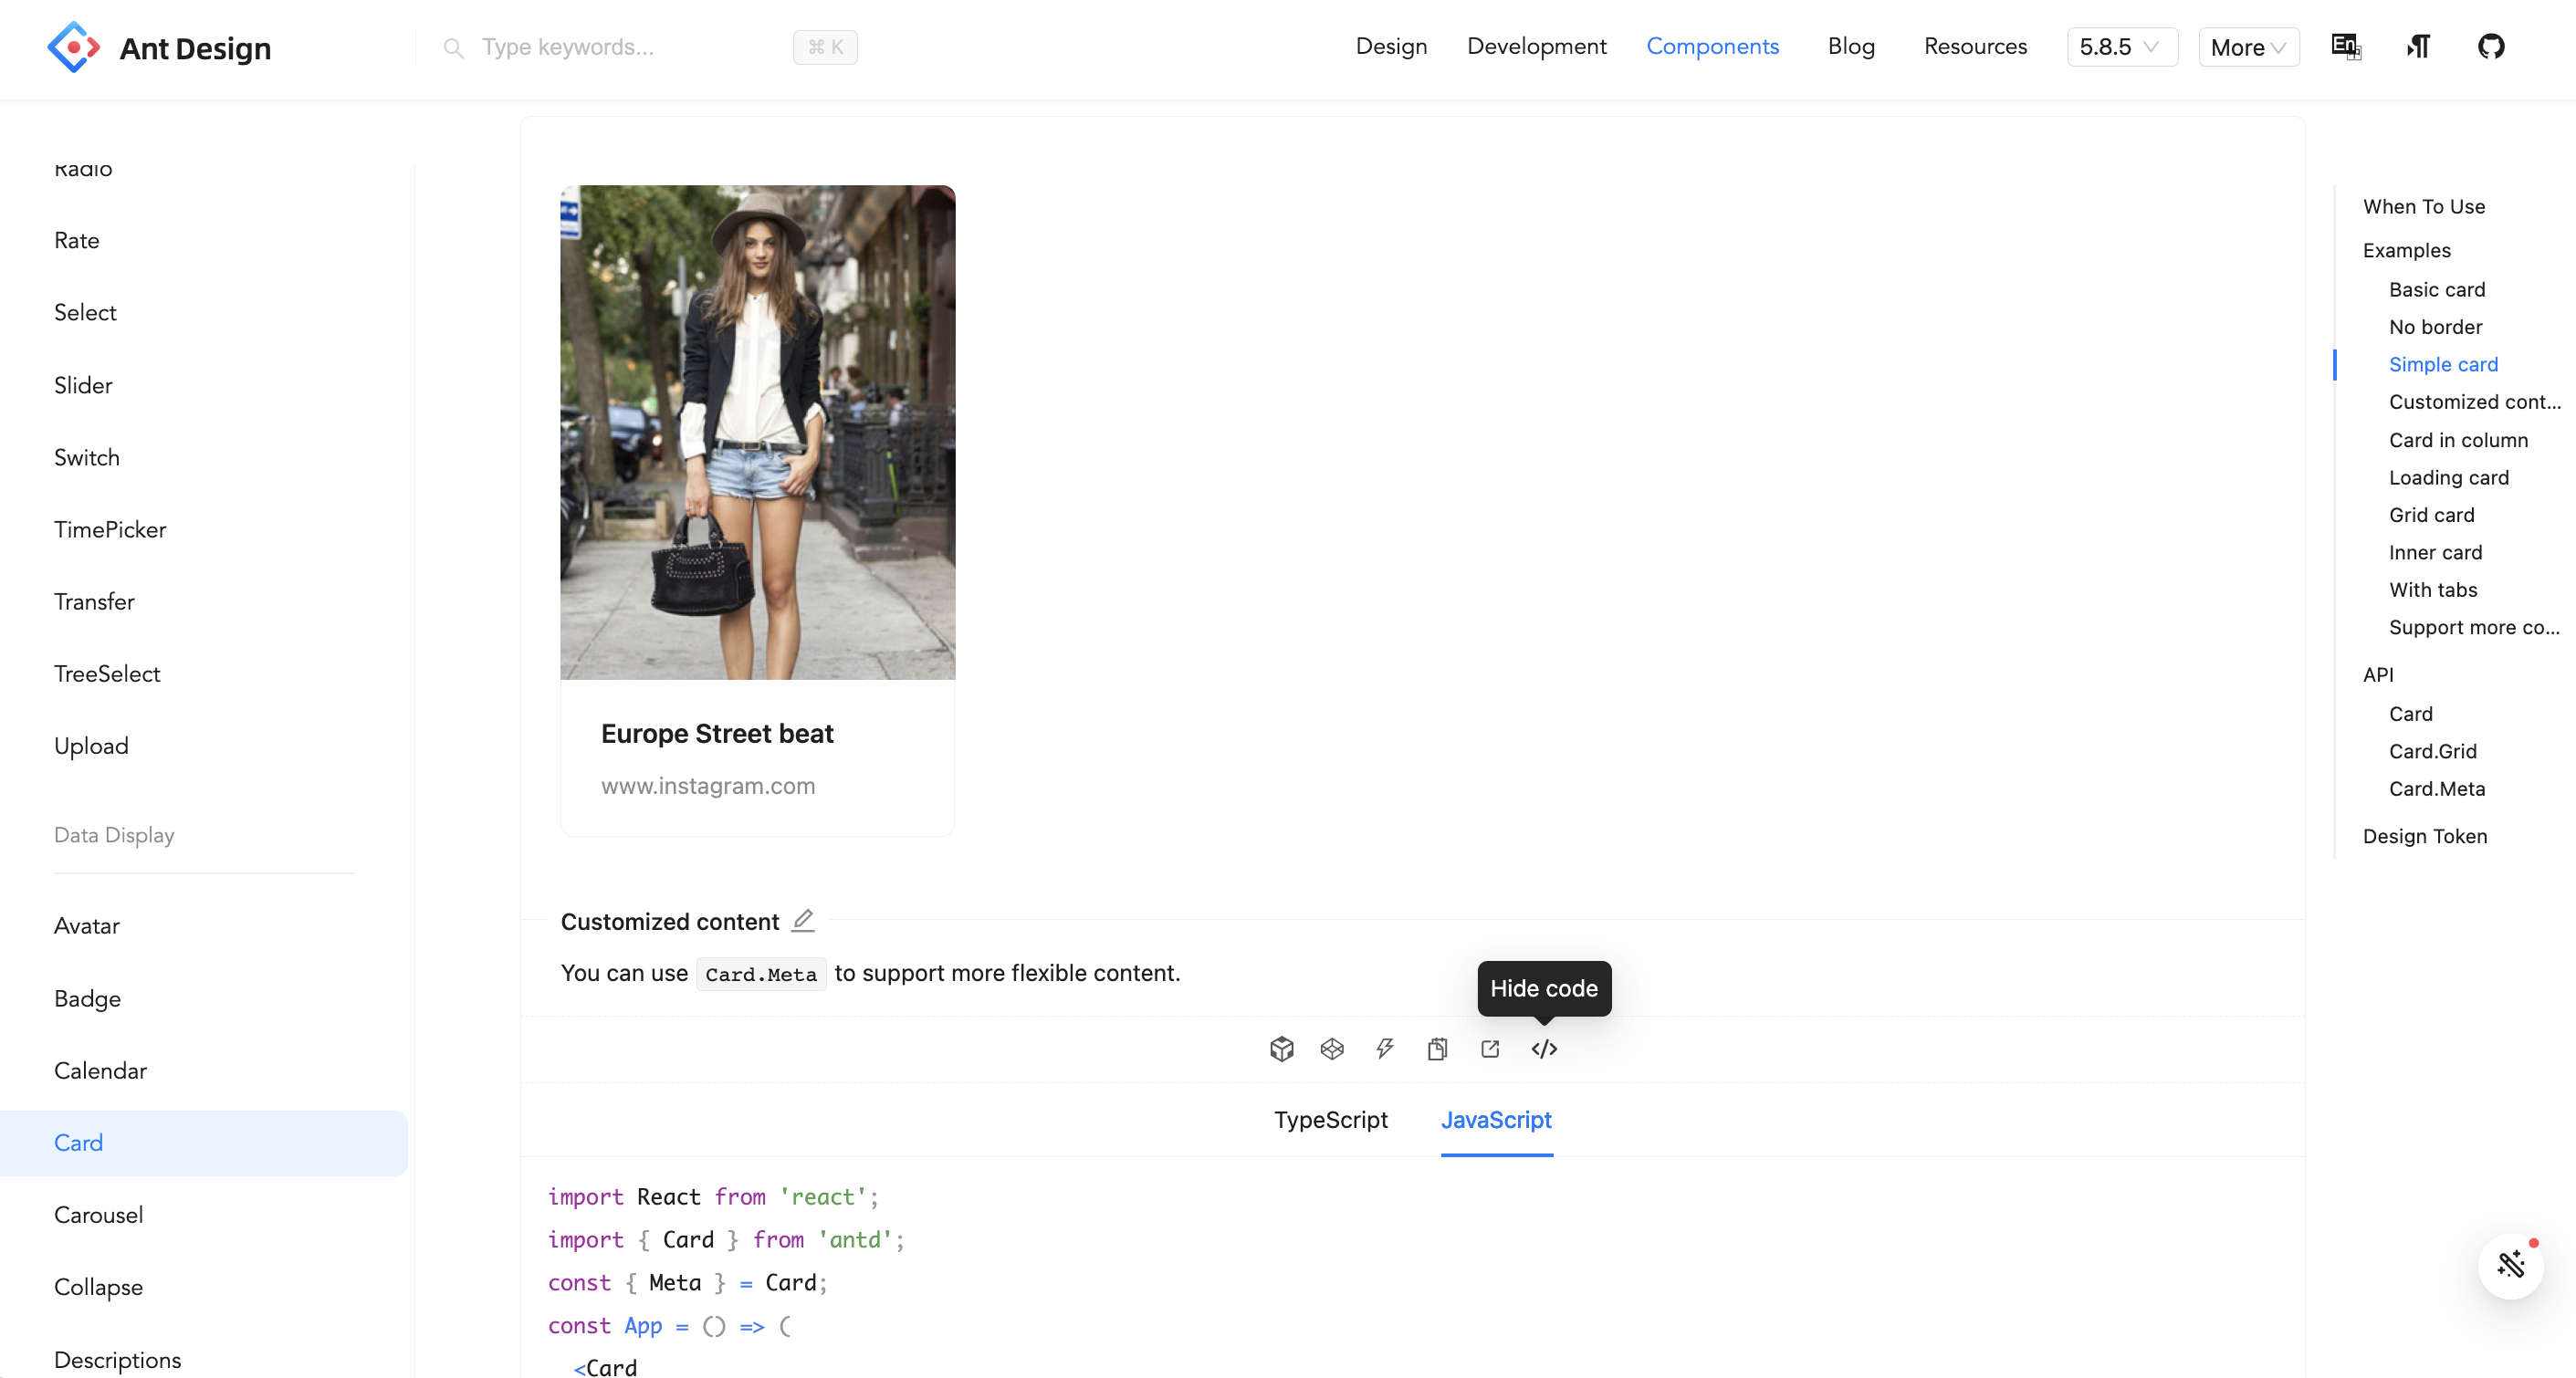 Ant Design
Type keywords...
⌘ K
Design
Development
Components
Blog
Resources
5.8.5
More
En
Radio
Rate
Select
Slider
Switch
TimePicker
Transfer
TreeSelect
Upload
Data Display
Avatar
Badge
Calendar
Card
Carousel
Collapse
Descriptions
Europe Street beat
www.instagram.com
Customized content
You can use Card.Meta to support more flexible content.
Hide code
TypeScript
JavaScript
import React from 'react';
import { Card } from 'antd';
const { Meta } = Card;
const App = () => (
<Card
When To Use
Examples
Basic card
No border
Simple card
Customized cont...
Card in column
Loading card
Grid card
Inner card
With tabs
Support more co...
API
Card
Card.Grid
Card.Meta
Design Token